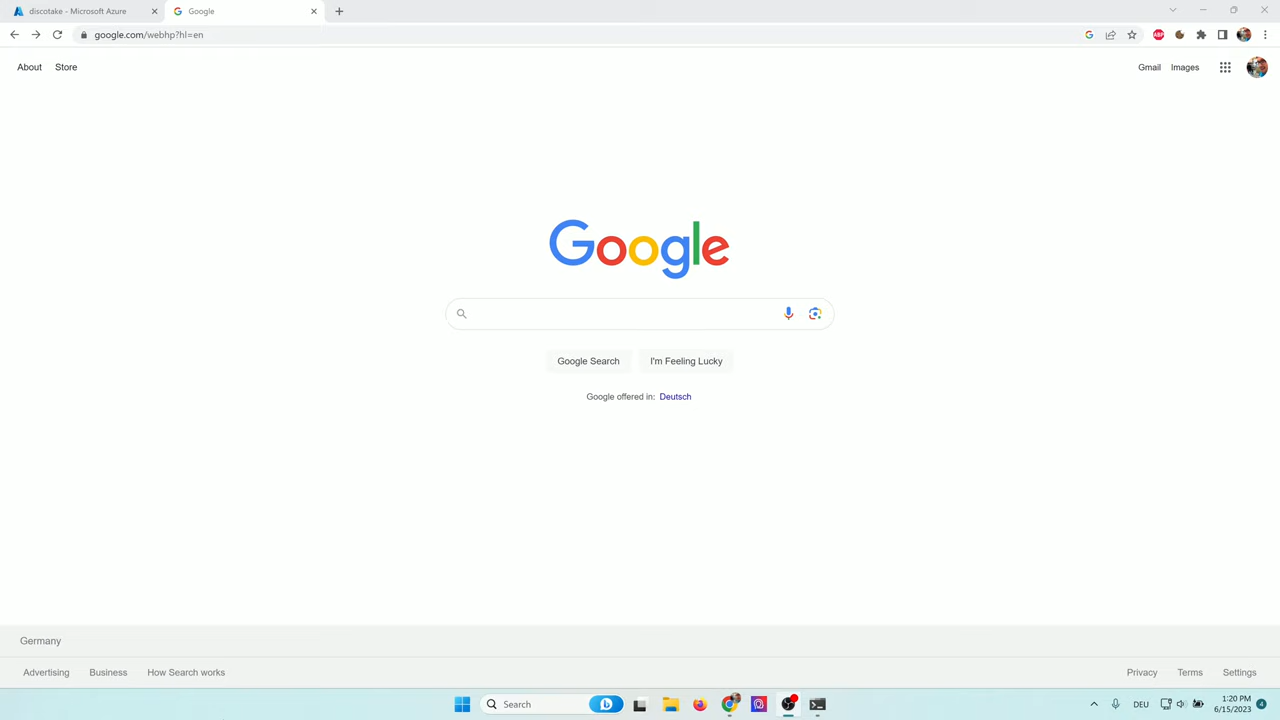 discotake - Microsoft Azure
Google
google.com/webhp?hl=en
ABP
About Store
Gmail Images
Google
Google Search I'm Feeling Lucky
Google offered in: Deutsch
Germany
Advertising Business How Search works
Privacy Terms Settings
Search
DEU
1:20 PM
6/15/2023
4